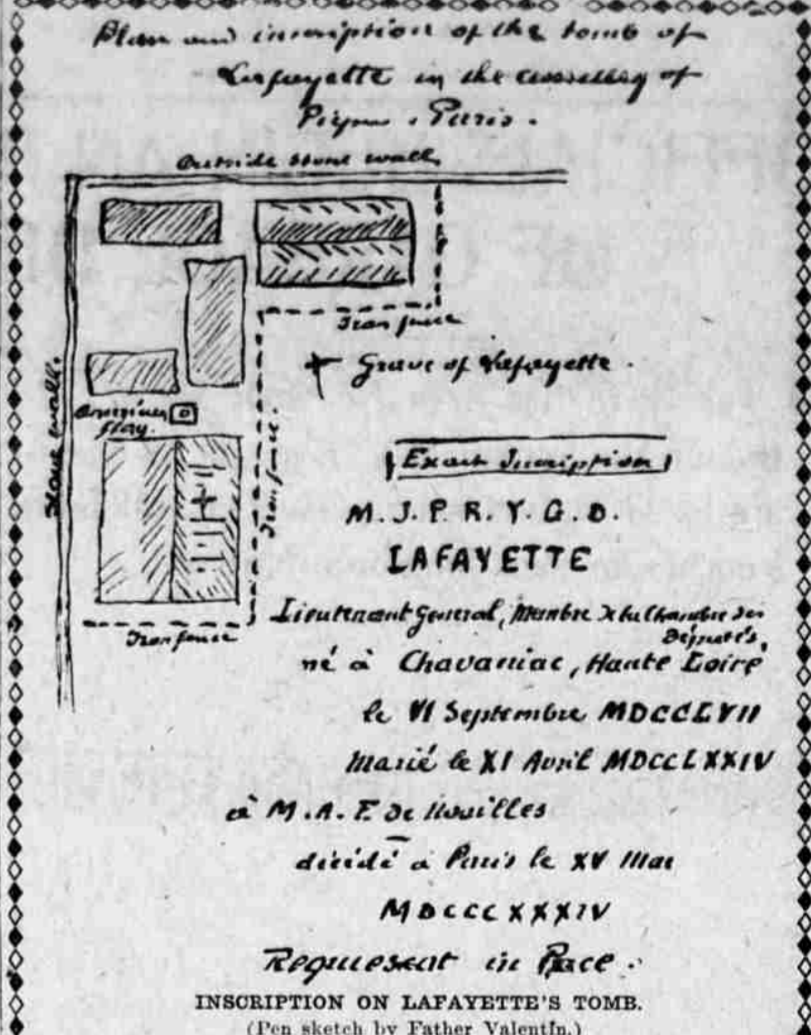 Plan and inscription of the tomb of
Lafayette in the cemetery of
Picpus. Paris.
Outside stone wall
Iron fence
Grave of Lafayette.
Stone wall.
American
flag.
Iron fence.
Exact Inscription
M.J.P.R.Y.G.D.
LAFAYETTE
Iron fence
Lieutenant General, Membre de la Chambre des
Députés,
né à Chavaniac, Haute Loire
le VI Septembre MDCCLVII
Marié le XI Avril MDCCLXXIV
à M.A.F. de Noailles
décidé à Paris le XV Mai
MDCCCXXXIV
Requiescat in Pace.
INSCRIPTION ON LAFAYETTE'S TOMB.
(Pen sketch by Father Valentin.)